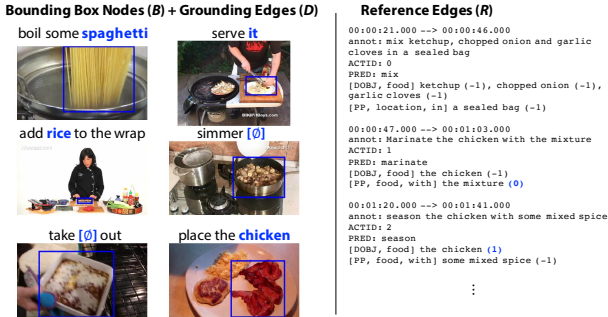 Bounding Box Nodes (B) + Grounding Edges (D)
boil some spaghetti
serve it
add rice to the wrap
simmer [∅]
take [∅] out
place the chicken
Reference Edges (R)
00:00:21.000 --> 00:00:46.000
annot: mix ketchup, chopped onion and garlic
cloves in a sealed bag
ACTID: 0
PRED: mix
[DOBJ, food] ketchup (-1), chopped onion (-1),
garlic cloves (-1)
[PP, location, in] a sealed bag (-1)
00:00:47.000 --> 00:01:03.000
annot: Marinate the chicken with the mixture
ACTID: 1
PRED: marinate
[DOBJ, food] the chicken (-1)
[PP, food, with] the mixture (0)
00:01:20.000 --> 00:01:41.000
annot: season the chicken with some mixed spice
ACTID: 2
PRED: season
[DOBJ, food] the chicken (1)
[PP, food, with] some mixed spice (-1)
⋮